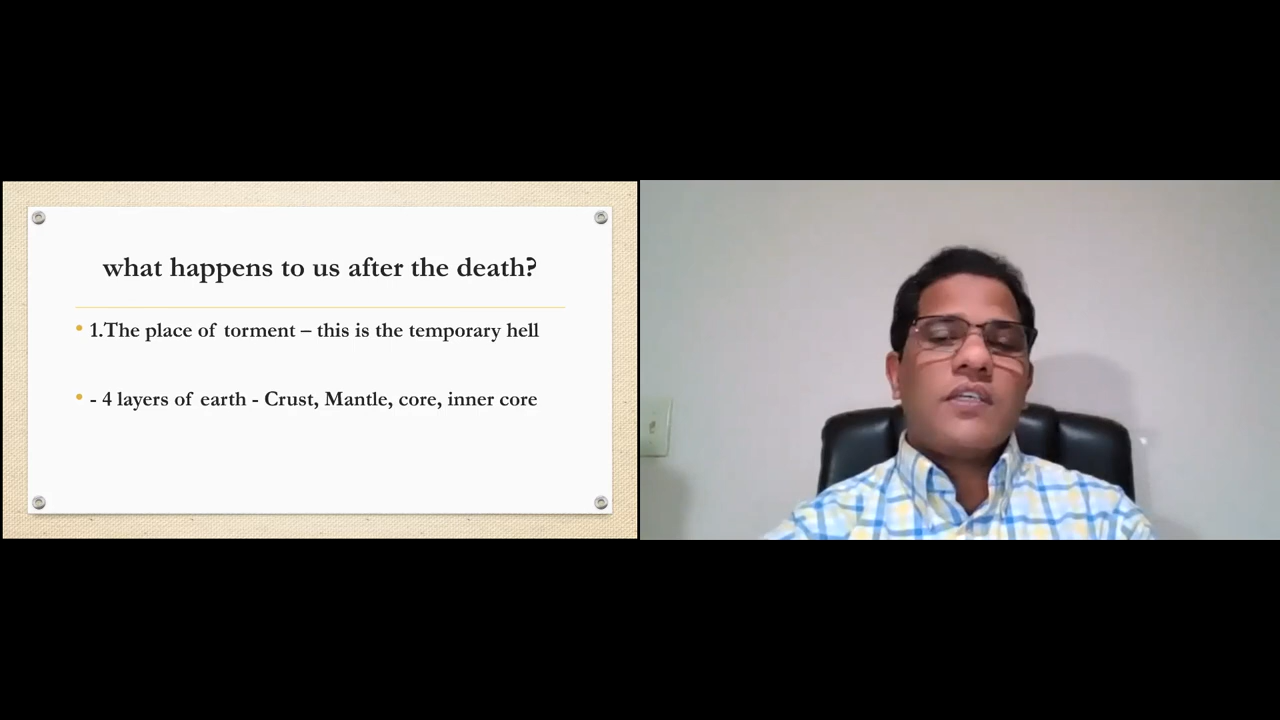 what happens to us after the death?
1.The place of torment – this is the temporary hell
- 4 layers of earth - Crust, Mantle, core, inner core